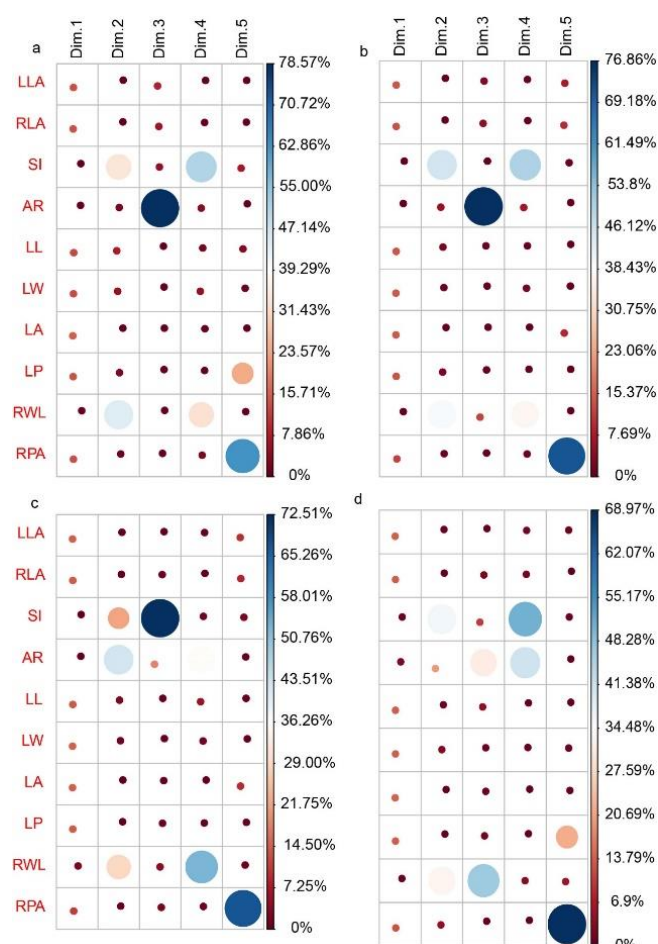 a
Dim.1 Dim.2 Dim.3 Dim.4 Dim.5
LLA
RLA
SI
AR
LL
LW
LA
LP
RWL
RPA
78.57%
70.72%
62.86%
55.00%
47.14%
39.29%
31.43%
23.57%
15.71%
7.86%
0%
b
Dim.1 Dim.2 Dim.3 Dim.4 Dim.5
76.86%
69.18%
61.49%
53.8%
46.12%
38.43%
30.75%
23.06%
15.37%
7.69%
0%
c
LLA
RLA
SI
AR
LL
LW
LA
LP
RWL
RPA
72.51%
65.26%
58.01%
50.76%
43.51%
36.26%
29.00%
21.75%
14.50%
7.25%
0%
d
68.97%
62.07%
55.17%
48.28%
41.38%
34.48%
27.59%
20.69%
13.79%
6.9%